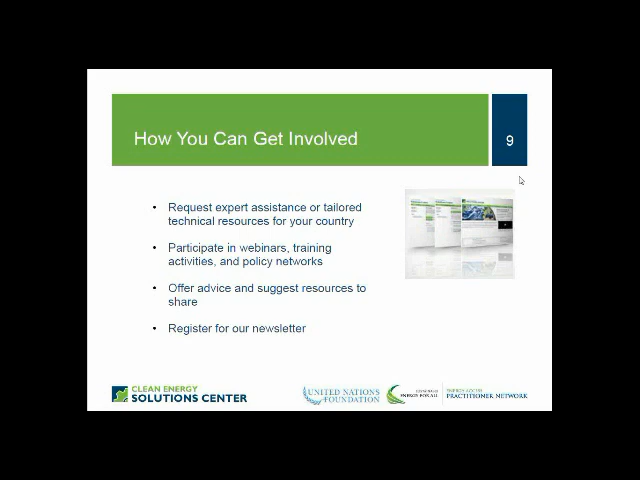 How You Can Get Involved
9
• Request expert assistance or tailored
technical resources for your country
• Participate in webinars, training
activities, and policy networks
• Offer advice and suggest resources to
share
• Register for our newsletter
CLEAN ENERGY
SOLUTIONS CENTER
UNITED NATIONS
FOUNDATION
ENERGY FOR ALL
ENERGY ACCESS
PRACTITIONER NETWORK